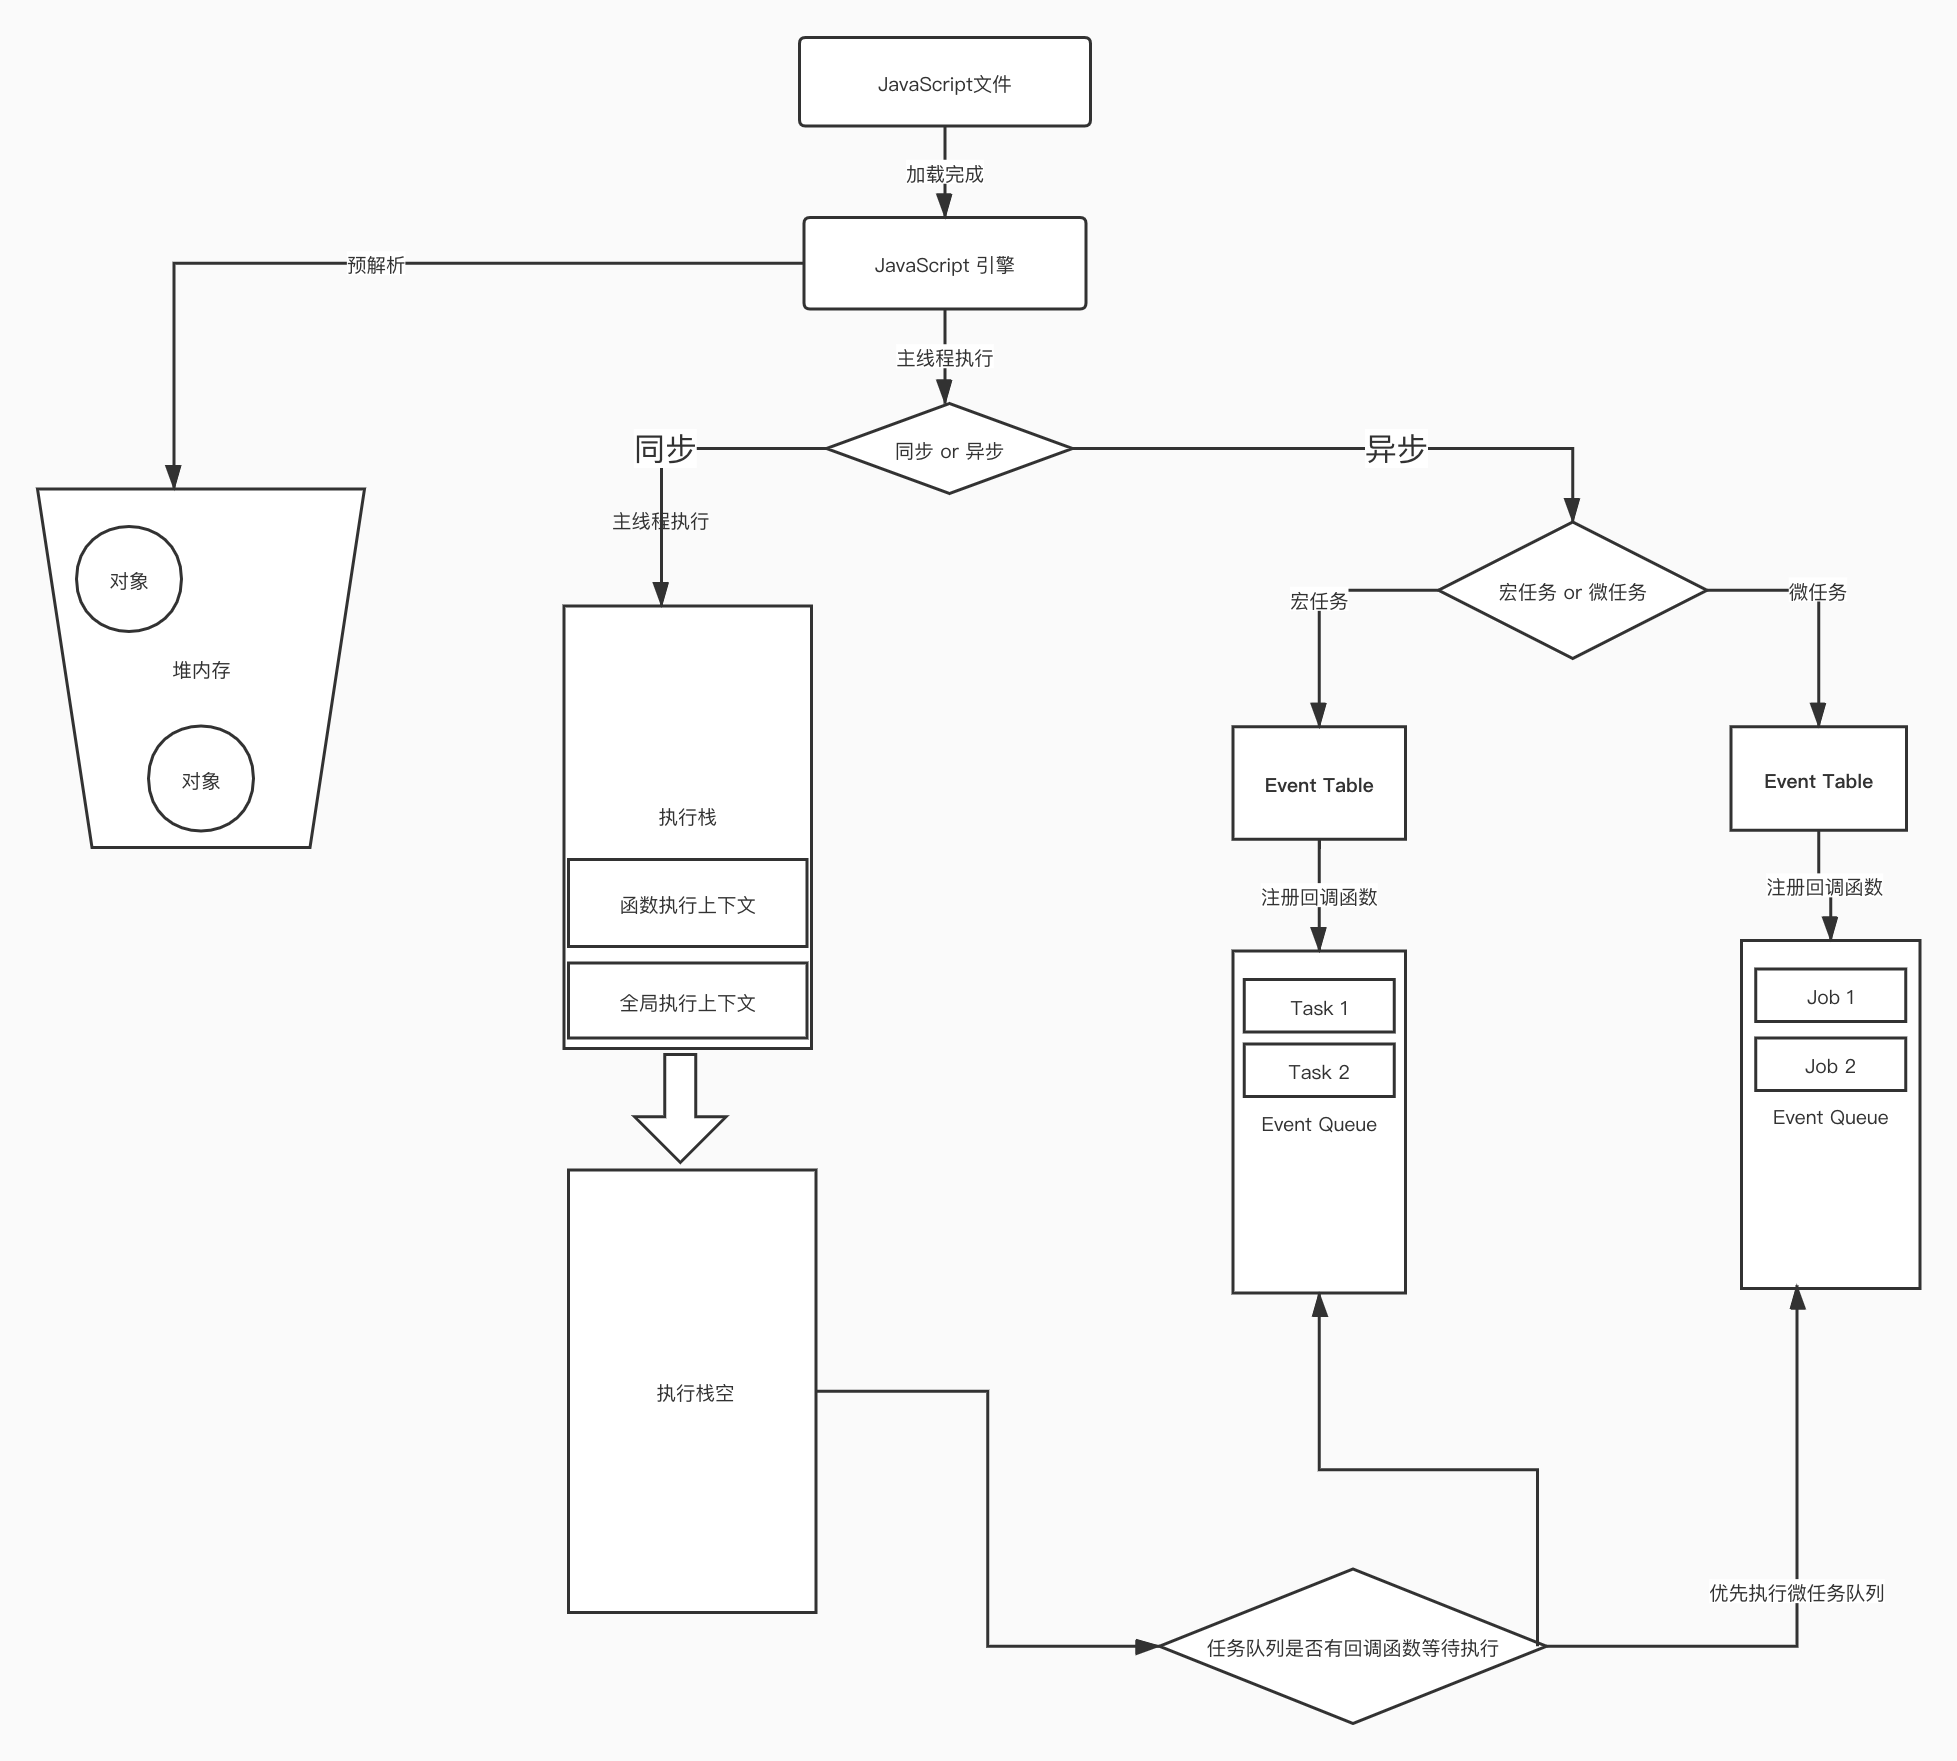 JavaScript文件
加载完成
预解析
JavaScript 引擎
主线程执行
同步
同步 or 异步
异步
主线程执行
对象
堆内存
对象
宏任务
宏任务 or 微任务
微任务
执行栈
函数执行上下文
全局执行上下文
Event Table
Event Table
注册回调函数
注册回调函数
Task 1
Task 2
Event Queue
Job 1
Job 2
Event Queue
执行栈空
任务队列是否有回调函数等待执行
优先执行微任务队列